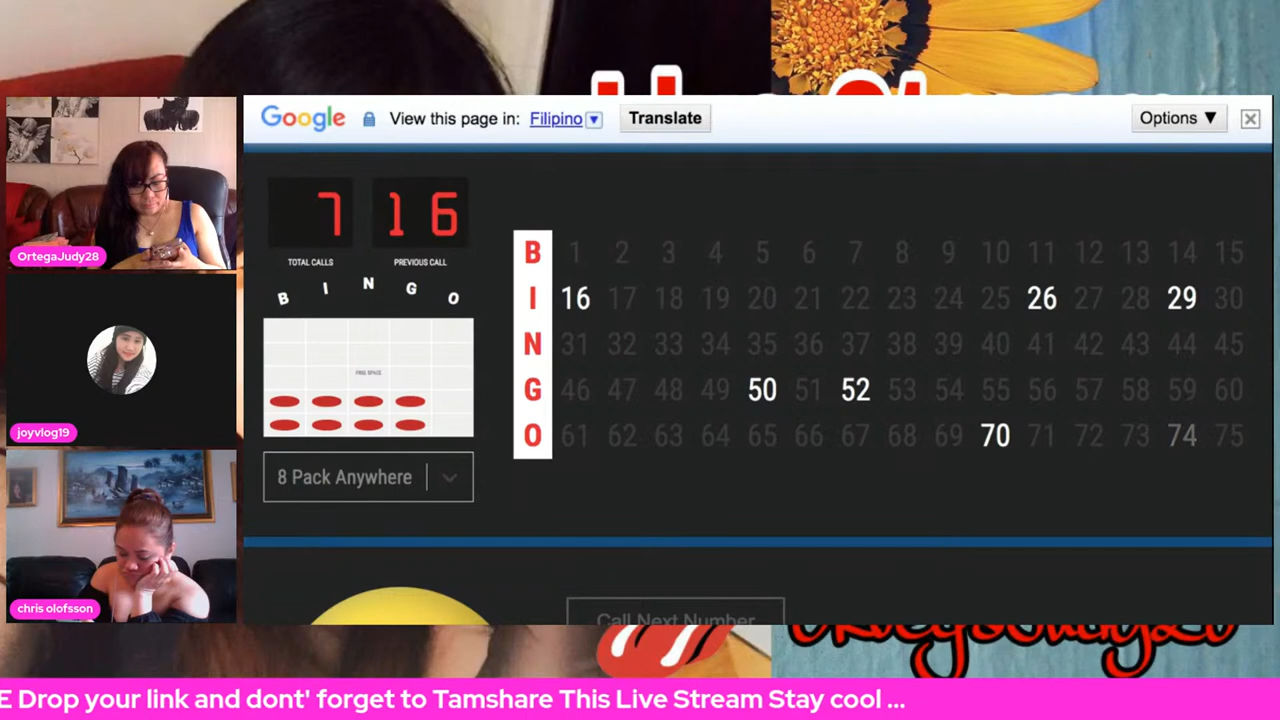 Google View this page in: Filipino ▼ Translate Options ▼
7 16
TOTAL CALLS PREVIOUS CALL
B I N G O
FREE SPACE
8 Pack Anywhere
B 1 2 3 4 5 6 7 8 9 10 11 12 13 14 15
I 16 17 18 19 20 21 22 23 24 25 26 27 28 29 30
N 31 32 33 34 35 36 37 38 39 40 41 42 43 44 45
G 46 47 48 49 50 51 52 53 54 55 56 57 58 59 60
O 61 62 63 64 65 66 67 68 69 70 71 72 73 74 75
Call Next Number
OrtegaJudy28
joyvlog19
chris olofsson
E Drop your link and dont' forget to Tamshare This Live Stream Stay cool ...